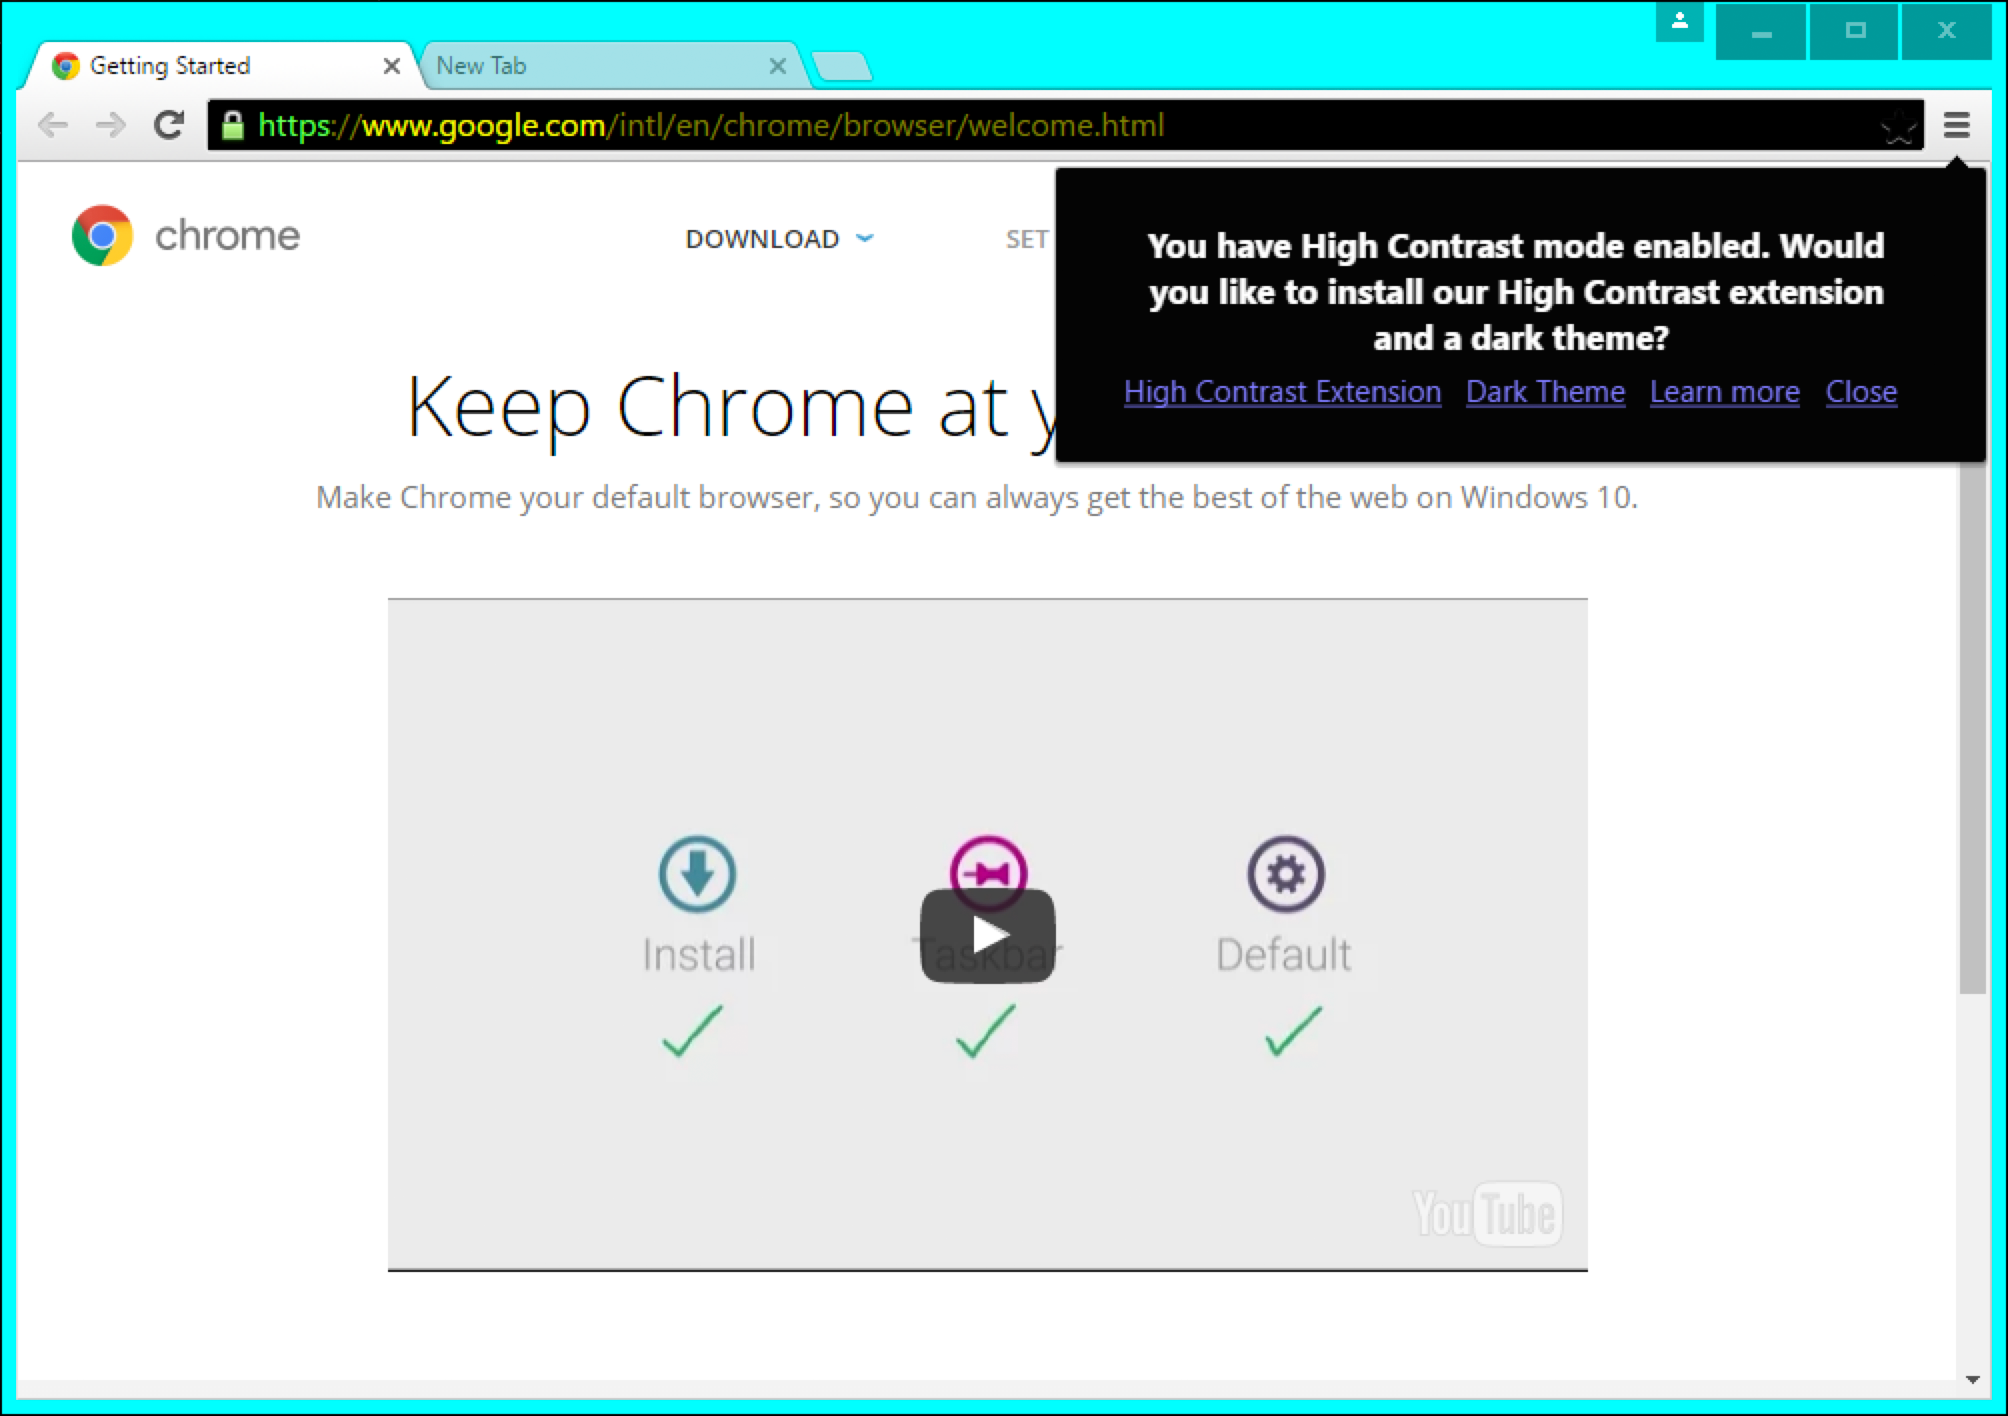 Getting Started
New Tab
https://www.google.com/intl/en/chrome/browser/welcome.html
chrome
DOWNLOAD
SET
You have High Contrast mode enabled. Would
you like to install our High Contrast extension
and a dark theme?
High Contrast Extension Dark Theme Learn more Close
Keep Chrome at y
Make Chrome your default browser, so you can always get the best of the web on Windows 10.
Install
Taskbar
Default
YouTube